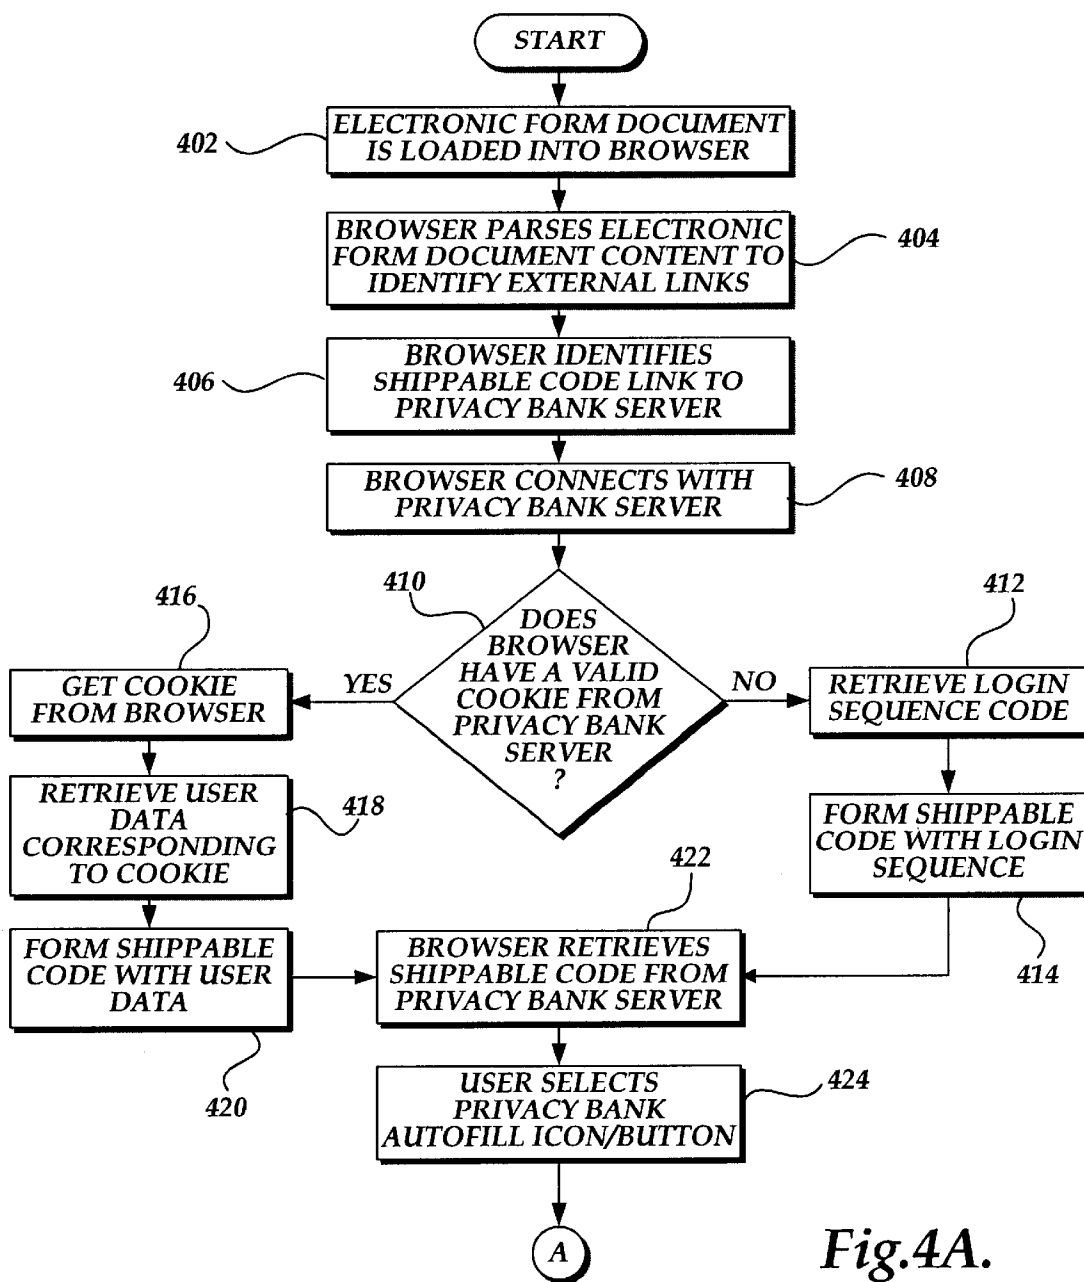 START
ELECTRONIC FORM DOCUMENT
IS LOADED INTO BROWSER
402
BROWSER PARSES ELECTRONIC
FORM DOCUMENT CONTENT TO
IDENTIFY EXTERNAL LINKS
404
BROWSER IDENTIFIES
SHIPPABLE CODE LINK TO
PRIVACY BANK SERVER
406
BROWSER CONNECTS WITH
PRIVACY BANK SERVER
408
410
DOES
BROWSER
HAVE A VALID
COOKIE FROM
PRIVACY BANK
SERVER
?
YES
NO
416
GET COOKIE
FROM BROWSER
412
RETRIEVE LOGIN
SEQUENCE CODE
RETRIEVE USER
DATA
CORRESPONDING
TO COOKIE
418
FORM SHIPPABLE
CODE WITH LOGIN
SEQUENCE
414
FORM SHIPPABLE
CODE WITH USER
DATA
420
422
BROWSER RETRIEVES
SHIPPABLE CODE FROM
PRIVACY BANK SERVER
USER SELECTS
PRIVACY BANK
AUTOFILL ICON/BUTTON
424
A
Fig.4A.